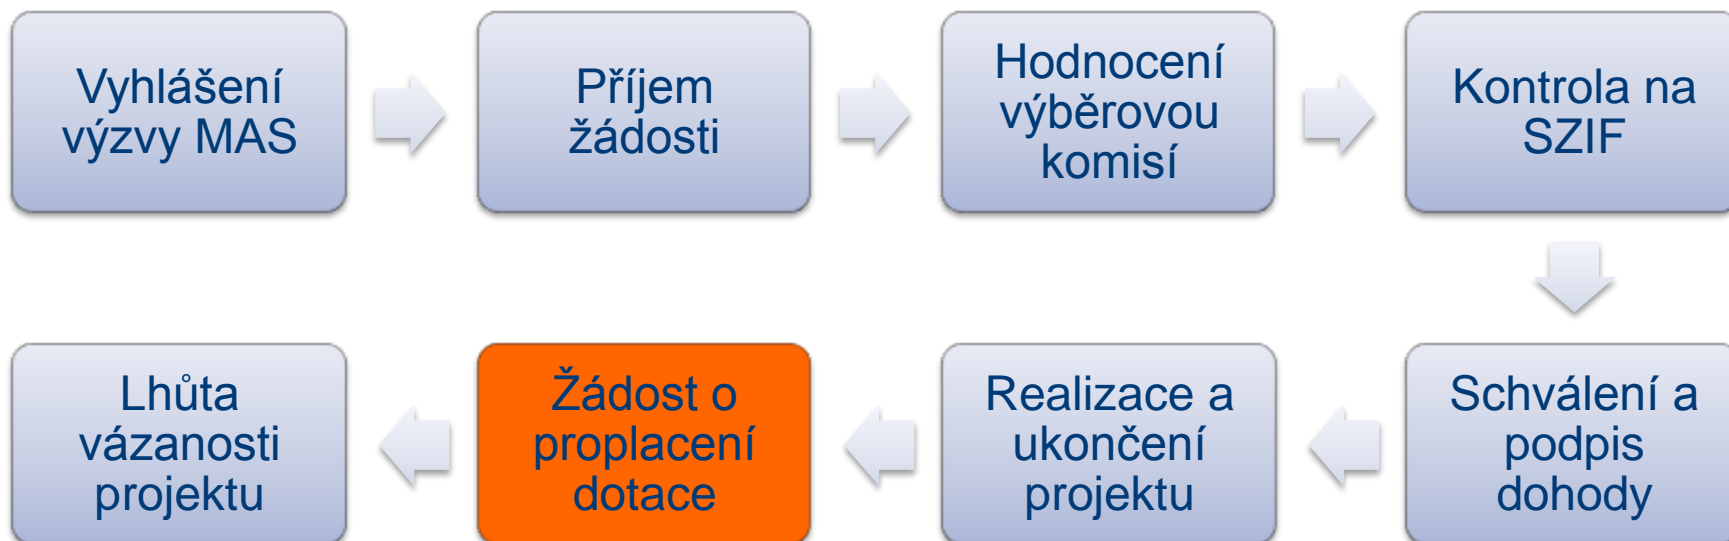 Vyhlášení
výzvy MAS
Příjem
žádosti
Hodnocení
výběrovou
komisí
Kontrola na
SZIF
Schválení a
podpis
dohody
Realizace a
ukončení
projektu
Žádost o
proplacení
dotace
Lhůta
vázanosti
projektu